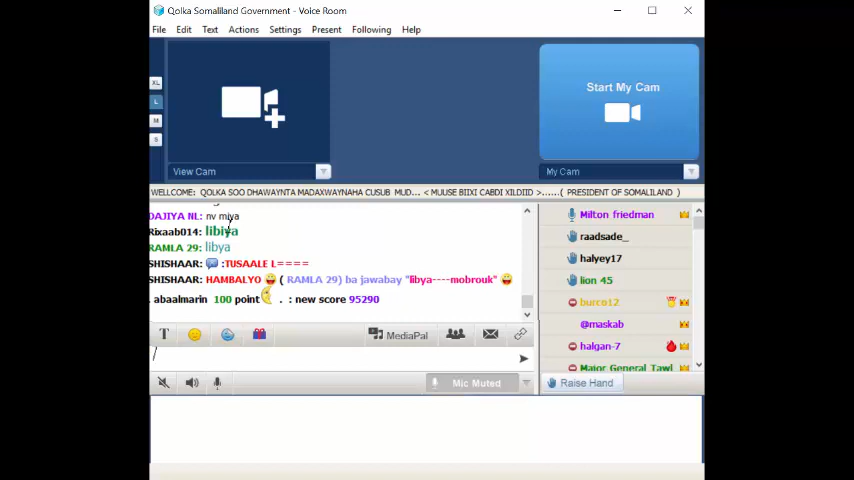 Qolka Somaliland Government - Voice Room
File Edit Text Actions Settings Present Following Help
XL
L
M
S
Start My Cam
View Cam
My Cam
WELLCOME: QOLKA SOO DHAWAYNTA MADAXWAYNAHA CUSUB MUD... < MUUSE BIIXI CABDI XILDIID >......( PRESIDENT OF SOMALILAND )
DAJIYA NL: nv miya
Rixaab014: libiya
RAMLA 29: libya
SHISHAAR: :TUSAALE L====
SHISHAAR: HAMBALYO ( RAMLA 29) ba jawabay "libya----mobrouk"
. abaalmarin 100 point . : new score 95290
Milton friedman
raadsade_
halyey17
lion 45
burco12
@maskab
halgan-7
Major General Tawl
T MediaPal
/
Mic Muted
Raise Hand